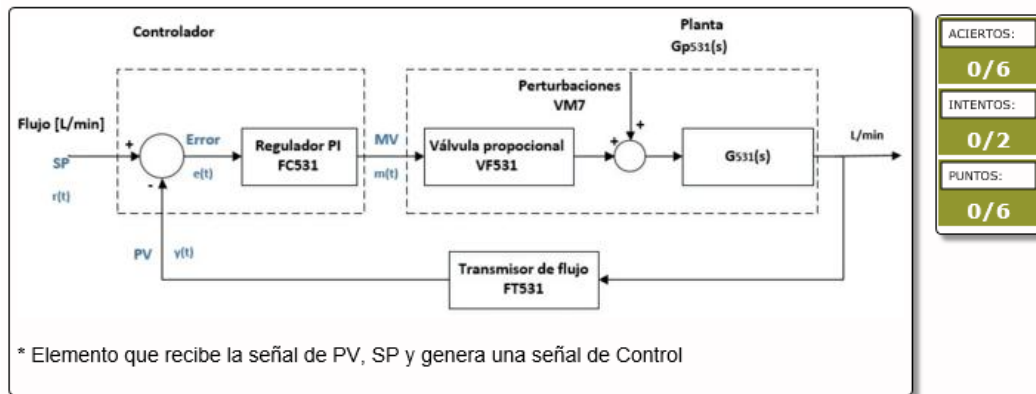 Planta
Gp531(s)
Controlador
Perturbaciones
VM7
Flujo [L/min]
+
SP
r(t)
-
Error
e(t)
Regulador PI
FC531
MV
m(t)
Válvula propocional
VF531
+
+
G531(s)
L/min
PV y(t)
Transmisor de flujo
FT531
* Elemento que recibe la señal de PV, SP y genera una señal de Control
ACIERTOS:
0/6
INTENTOS:
0/2
PUNTOS:
0/6